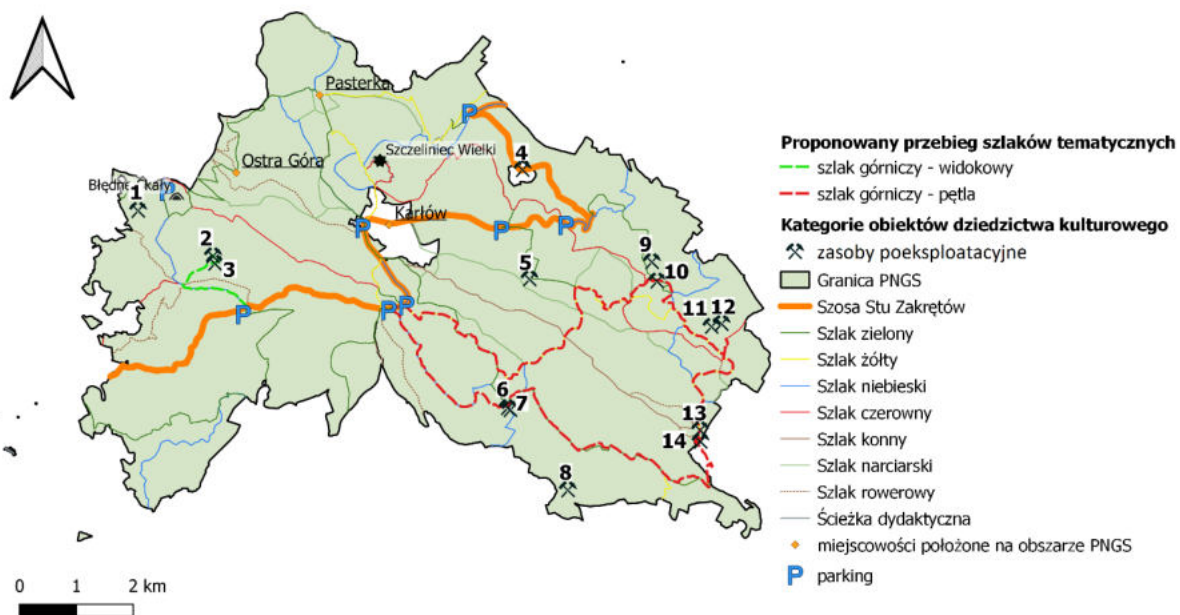 Pasterka
P
Szczeliniec Wielki
4
Ostra Góra
Błędne Skały
P
1
Karłów
P
P
P
2
3
5
9
10
11
12
P
P
P
6
7
13
14
8
0 1 2 km
Proponowany przebieg szlaków tematycznych
szlak górniczy - widokowy
szlak górniczy - pętla
Kategorie obiektów dziedzictwa kulturowego
zasoby poeksploatacyjne
Granica PNGS
Szosa Stu Zakrętów
Szlak zielony
Szlak żółty
Szlak niebieski
Szlak czerowny
Szlak konny
Szlak narciarski
Szlak rowerowy
Ścieżka dydaktyczna
miejscowości położone na obszarze PNGS
P parking